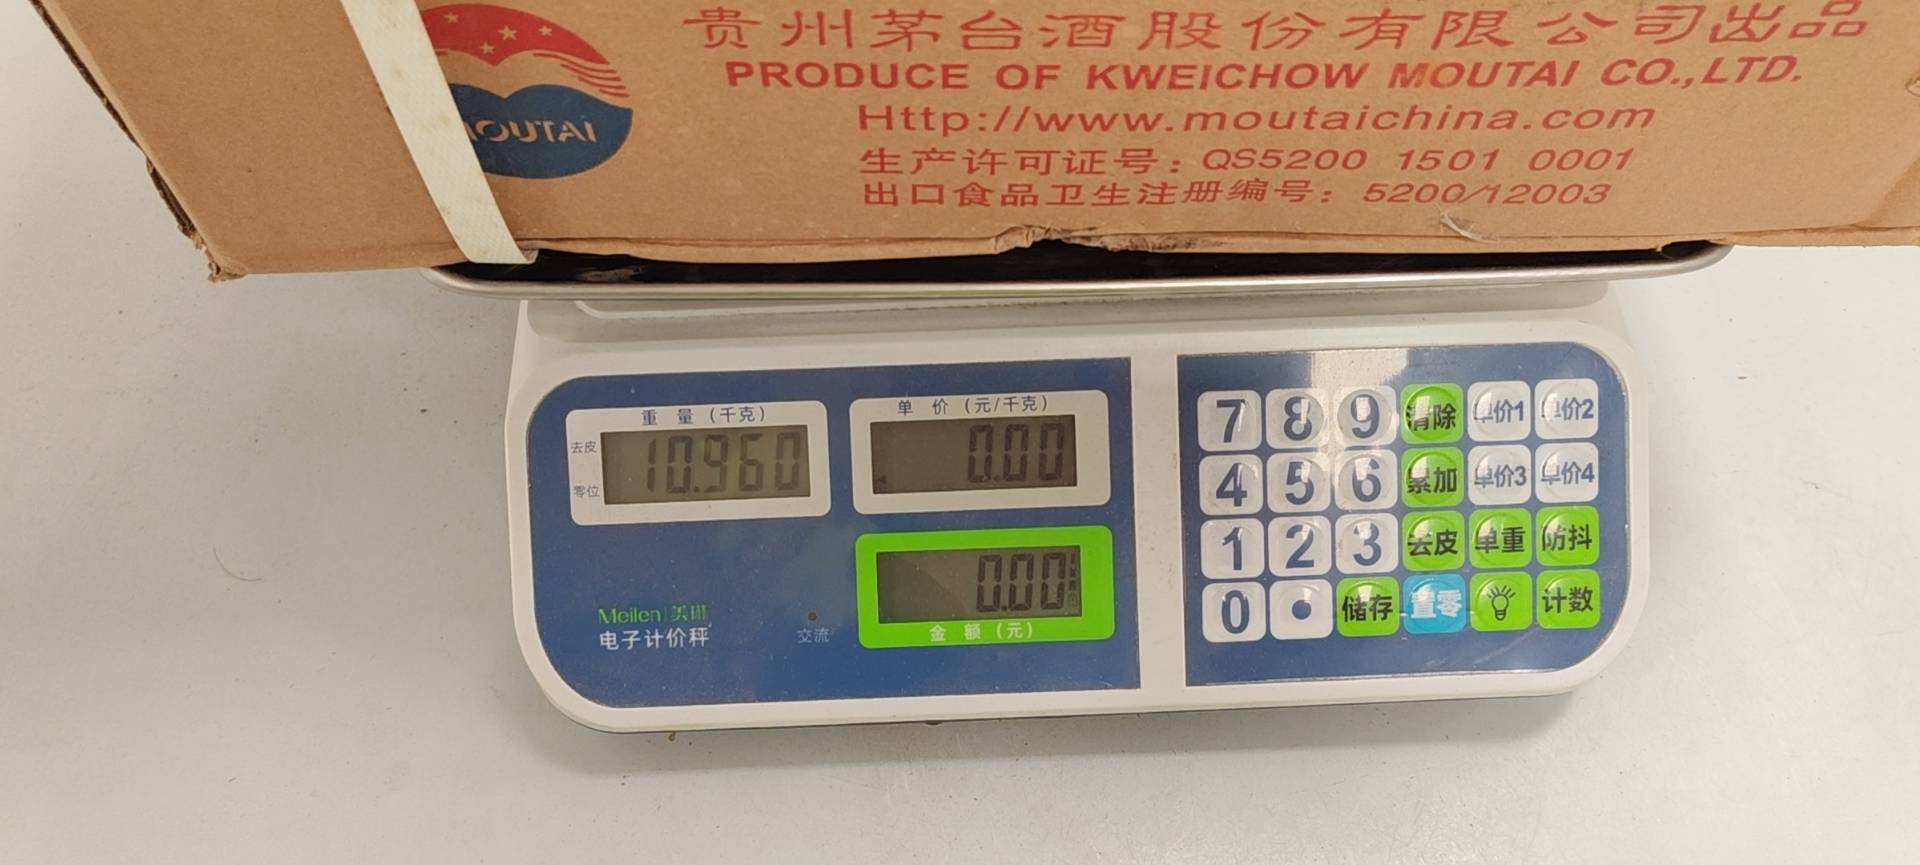 贵州茅台酒股份有限公司出品
PRODUCE OF KWEICHOW MOUTAI CO.,LTD.
Http://www.moutaichina.com
生产许可证号：QS5200 1501 0001
出口食品卫生注册编号：5200/12003
MOUTAI
重量（千克）
去皮
10.960
零位
单价（元/千克）
0.00
0.00
金额（元）
Meilen
电子计价秤
交流
7 8 9 清除 单价1 单价2
4 5 6 累加 单价3 单价4
1 2 3 去皮 单重 防抖
0 • 储存 置零 计数